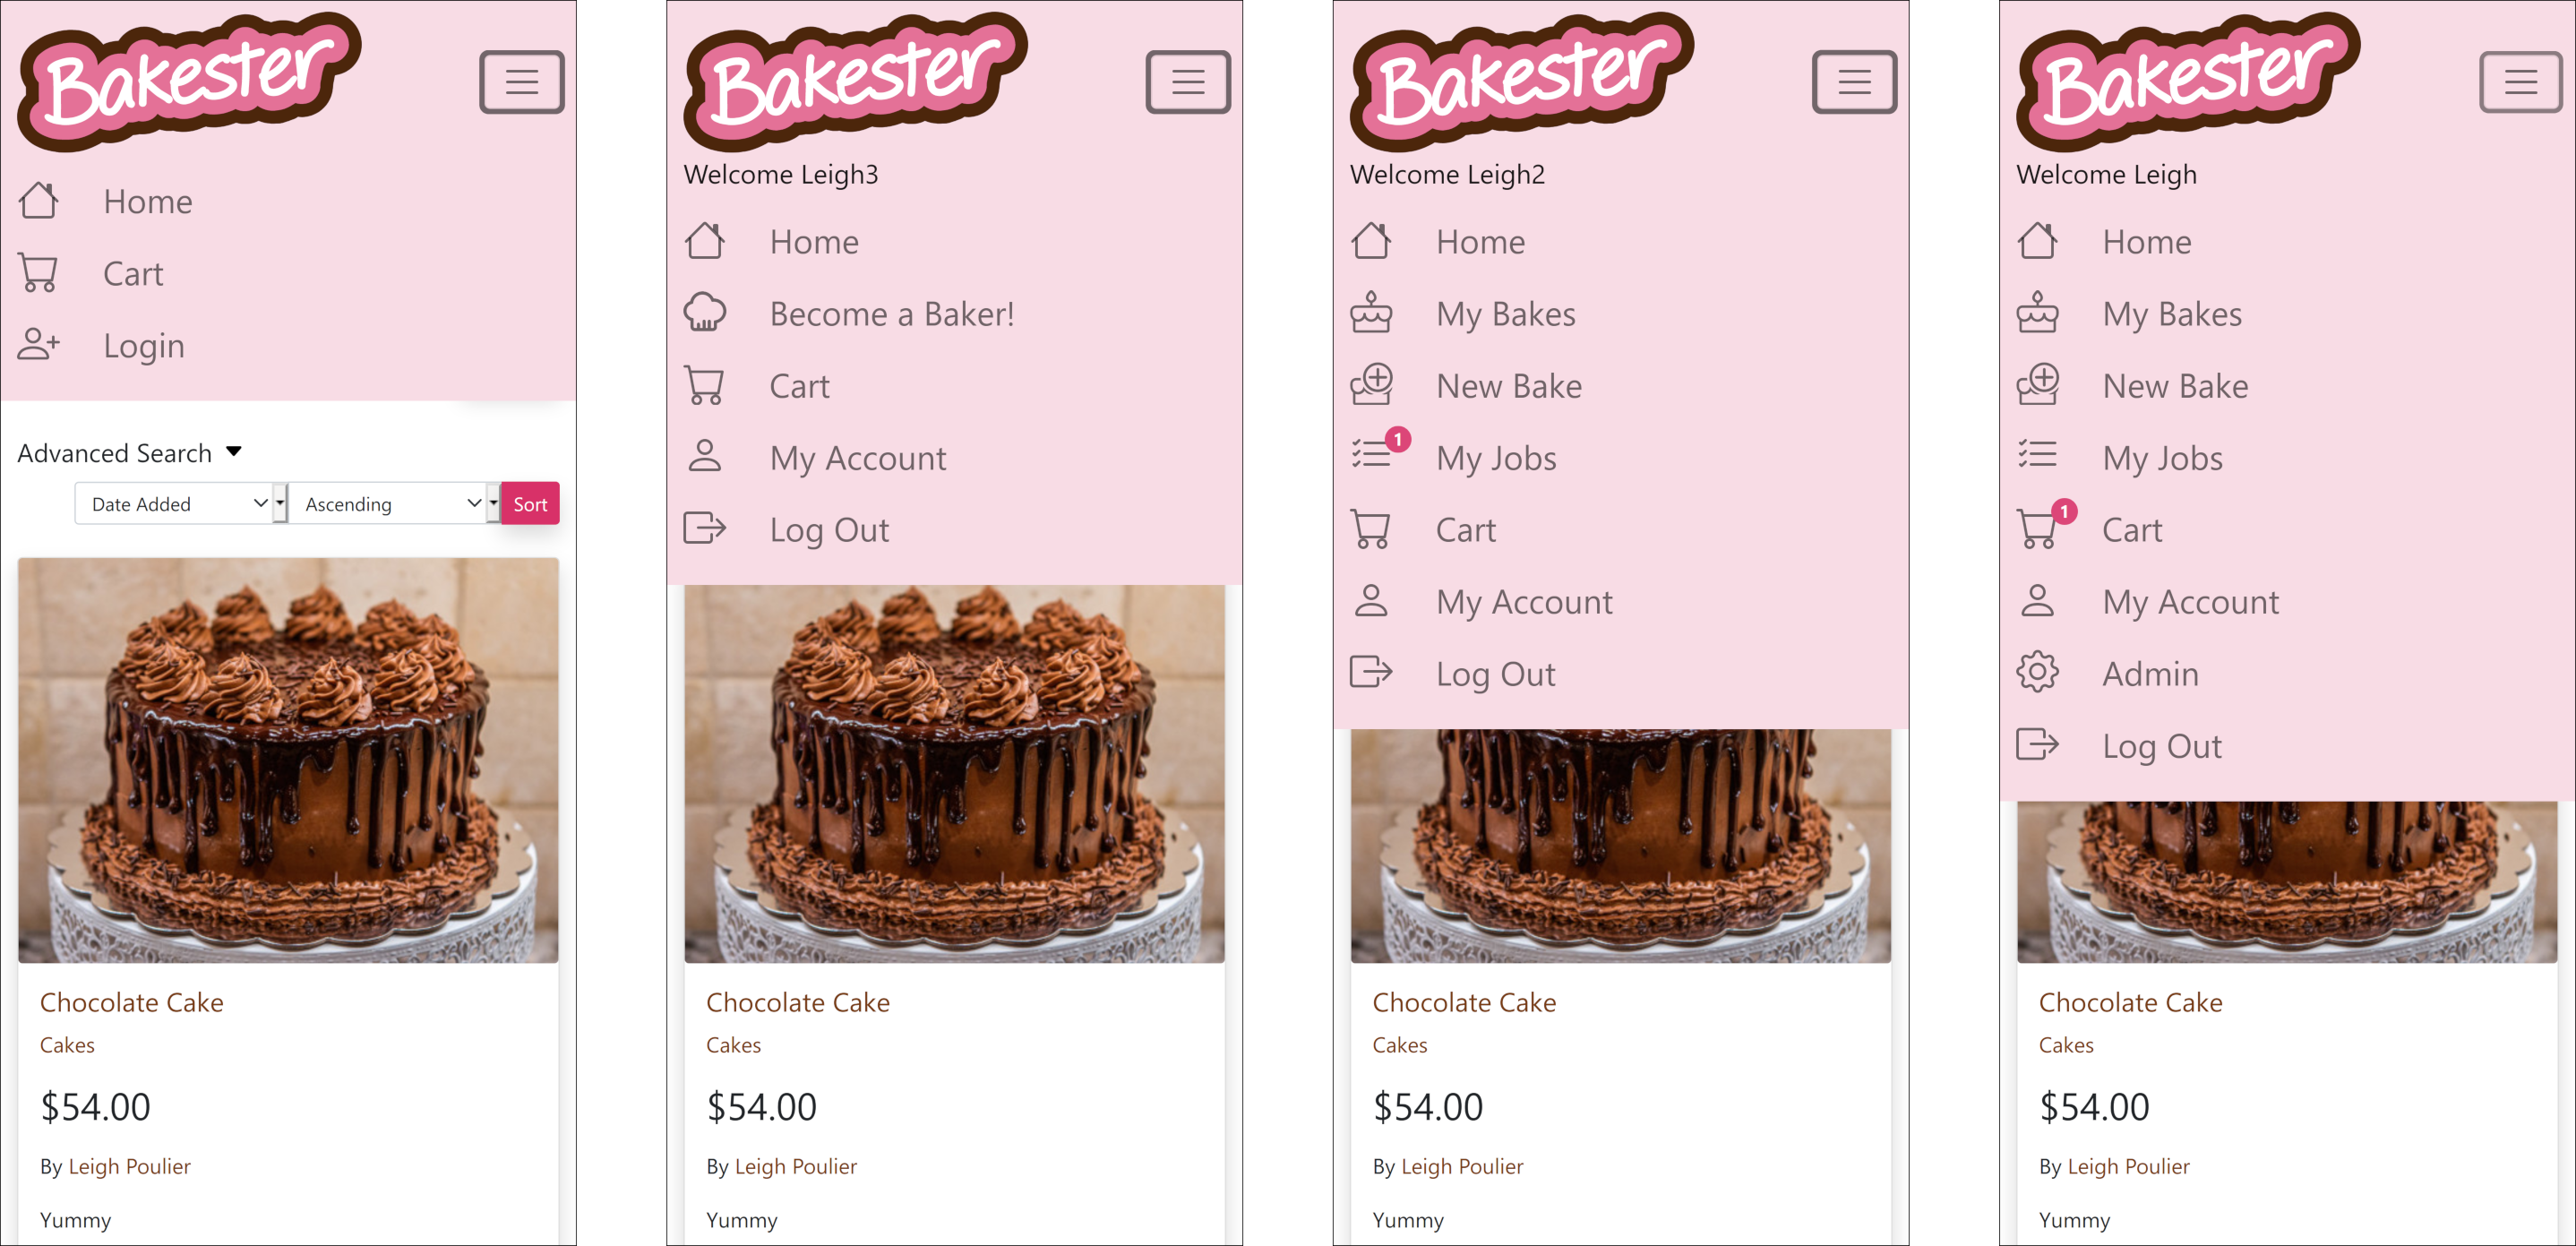 Bakester
Home
Cart
Login
Advanced Search
Date Added Ascending Sort
Chocolate Cake
Cakes
$54.00
By Leigh Poulier
Yummy
Bakester
Welcome Leigh3
Home
Become a Baker!
Cart
My Account
Log Out
Chocolate Cake
Cakes
$54.00
By Leigh Poulier
Yummy
Bakester
Welcome Leigh2
Home
My Bakes
New Bake
1 My Jobs
Cart
My Account
Log Out
Chocolate Cake
Cakes
$54.00
By Leigh Poulier
Yummy
Bakester
Welcome Leigh
Home
My Bakes
New Bake
My Jobs
1 Cart
My Account
Admin
Log Out
Chocolate Cake
Cakes
$54.00
By Leigh Poulier
Yummy